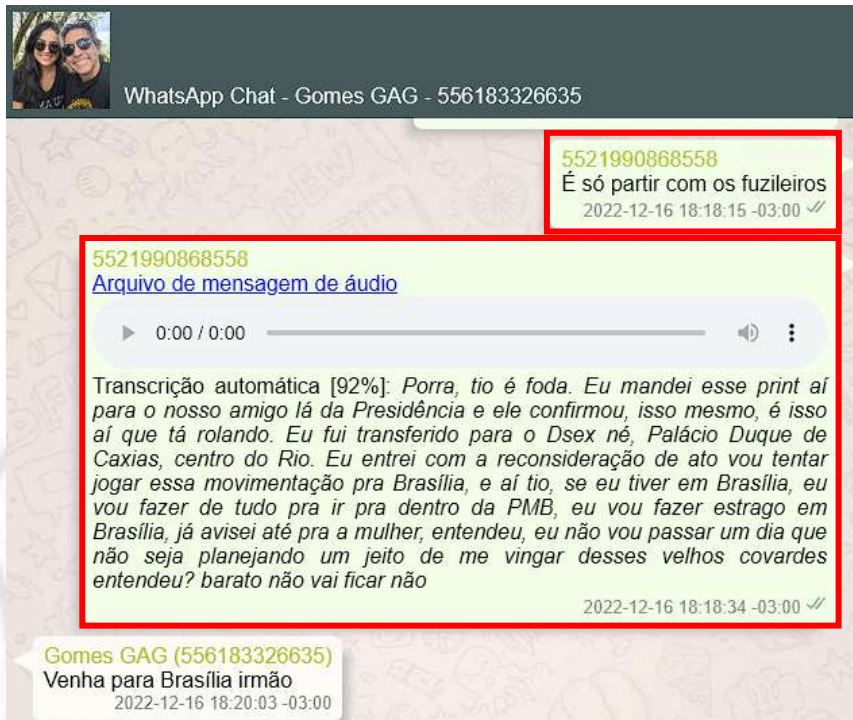 WhatsApp Chat - Gomes GAG - 556183326635
5521990868558
É só partir com os fuzileiros
2022-12-16 18:18:15 -03:00
5521990868558
Arquivo de mensagem de áudio
0:00 / 0:00
Transcrição automática [92%]: Porra, tio é foda. Eu mandei esse print aí
para o nosso amigo lá da Presidência e ele confirmou, isso mesmo, é isso
aí que tá rolando. Eu fui transferido para o Dsex né, Palácio Duque de
Caxias, centro do Rio. Eu entrei com a reconsideração de ato vou tentar
jogar essa movimentação pra Brasília, e aí tio, se eu tiver em Brasília, eu
vou fazer de tudo pra ir pra dentro da PMB, eu vou fazer estrago em
Brasília, já avisei até pra a mulher, entendeu, eu não vou passar um dia que
não seja planejando um jeito de me vingar desses velhos covardes
entendeu? barato não vai ficar não
2022-12-16 18:18:34 -03:00
Gomes GAG (556183326635)
Venha para Brasília irmão
2022-12-16 18:20:03 -03:00